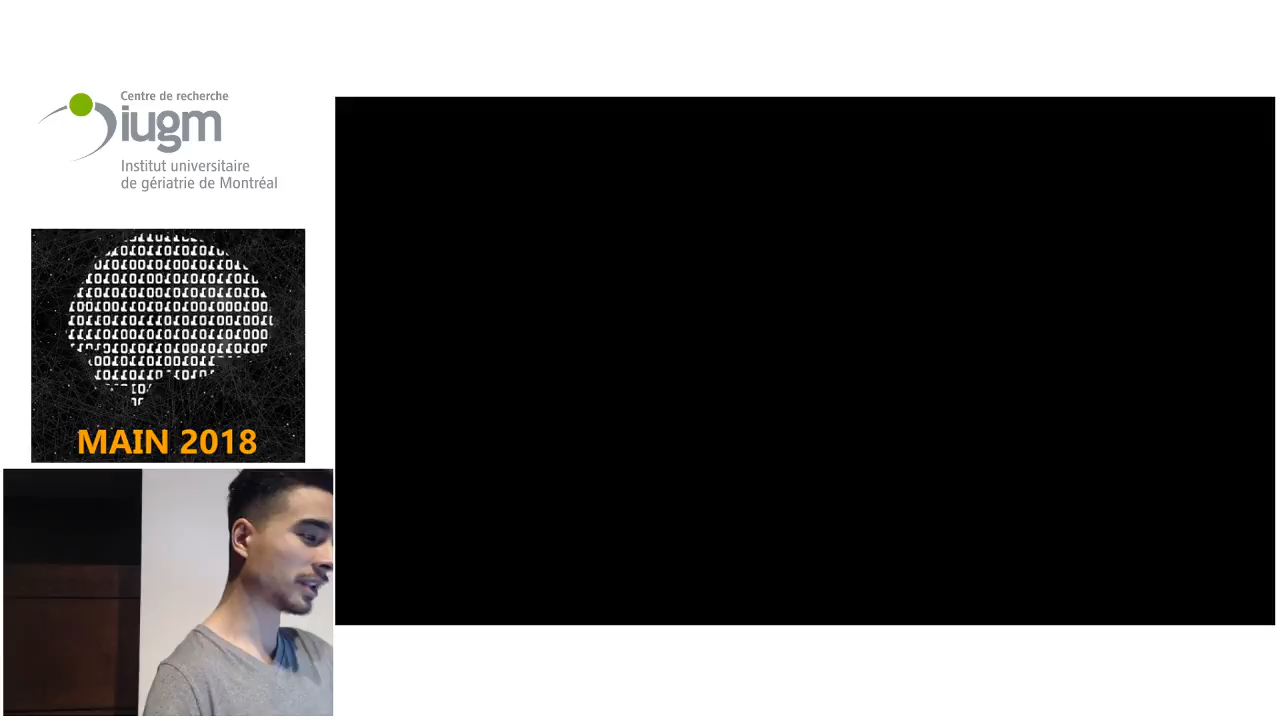 Centre de recherche
iugm
Institut universitaire
de gériatrie de Montréal
MAIN 2018